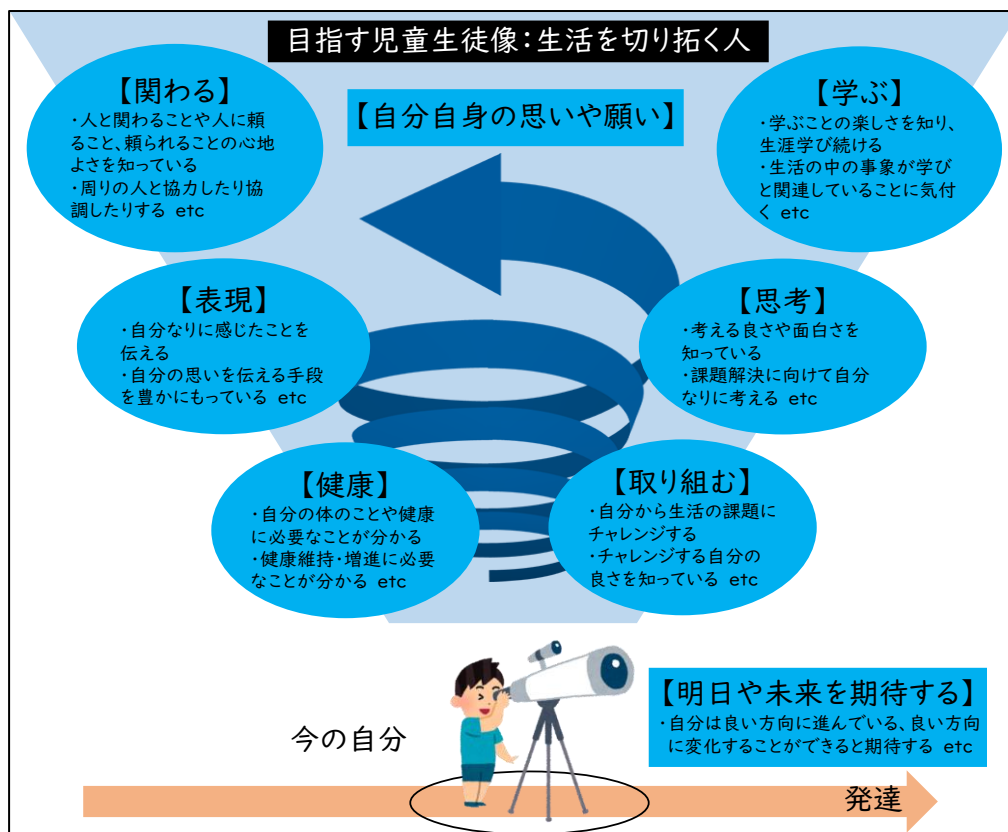 目指す児童生徒像：生活を切り拓く人
【関わる】
・人と関わることや人に頼
ること、頼られることの心地
よさを知っている
・周りの人と協力したり協
調したりする etc
【自分自身の思いや願い】
【学ぶ】
・学ぶことの楽しさを知り、
生涯学び続ける
・生活の中の事象が学び
と関連していることに気付
く etc
【表現】
・自分なりに感じたことを
伝える
・自分の思いを伝える手段
を豊かにもっている etc
【思考】
・考える良さや面白さを
知っている
・課題解決に向けて自分
なりに考える etc
【健康】
・自分の体のことや健康
に必要なことが分かる
・健康維持・増進に必要
なことが分かる etc
【取り組む】
・自分から生活の課題に
チャレンジする
・チャレンジする自分の
良さを知っている etc
今の自分
【明日や未来を期待する】
・自分は良い方向に進んでいる、良い方向
に変化することができると期待する etc
発達